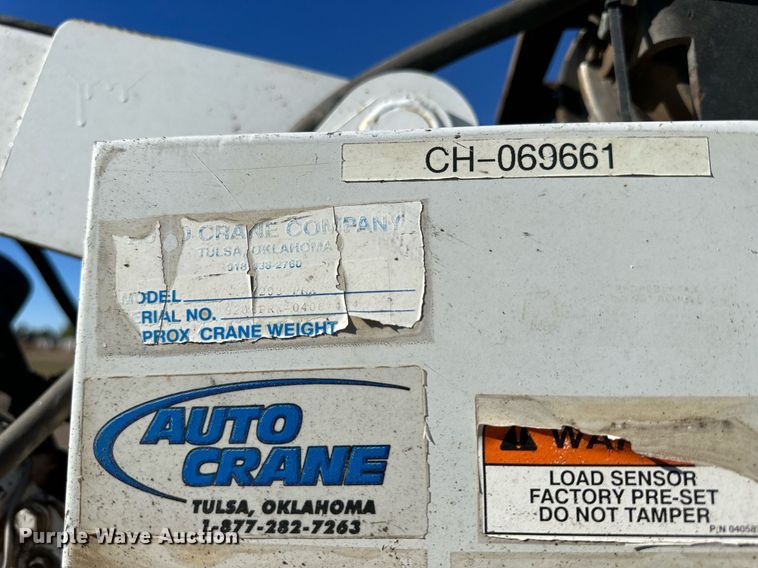 CH-069661
CRANE COMPANY
TULSA, OKLAHOMA
MODEL
ERIAL NO.
PROX CRANE WEIGHT
AUTO
CRANE
TULSA, OKLAHOMA
1-877-282-7263
LOAD SENSOR
FACTORY PRE-SET
DO NOT TAMPER
Purple Wave Auction